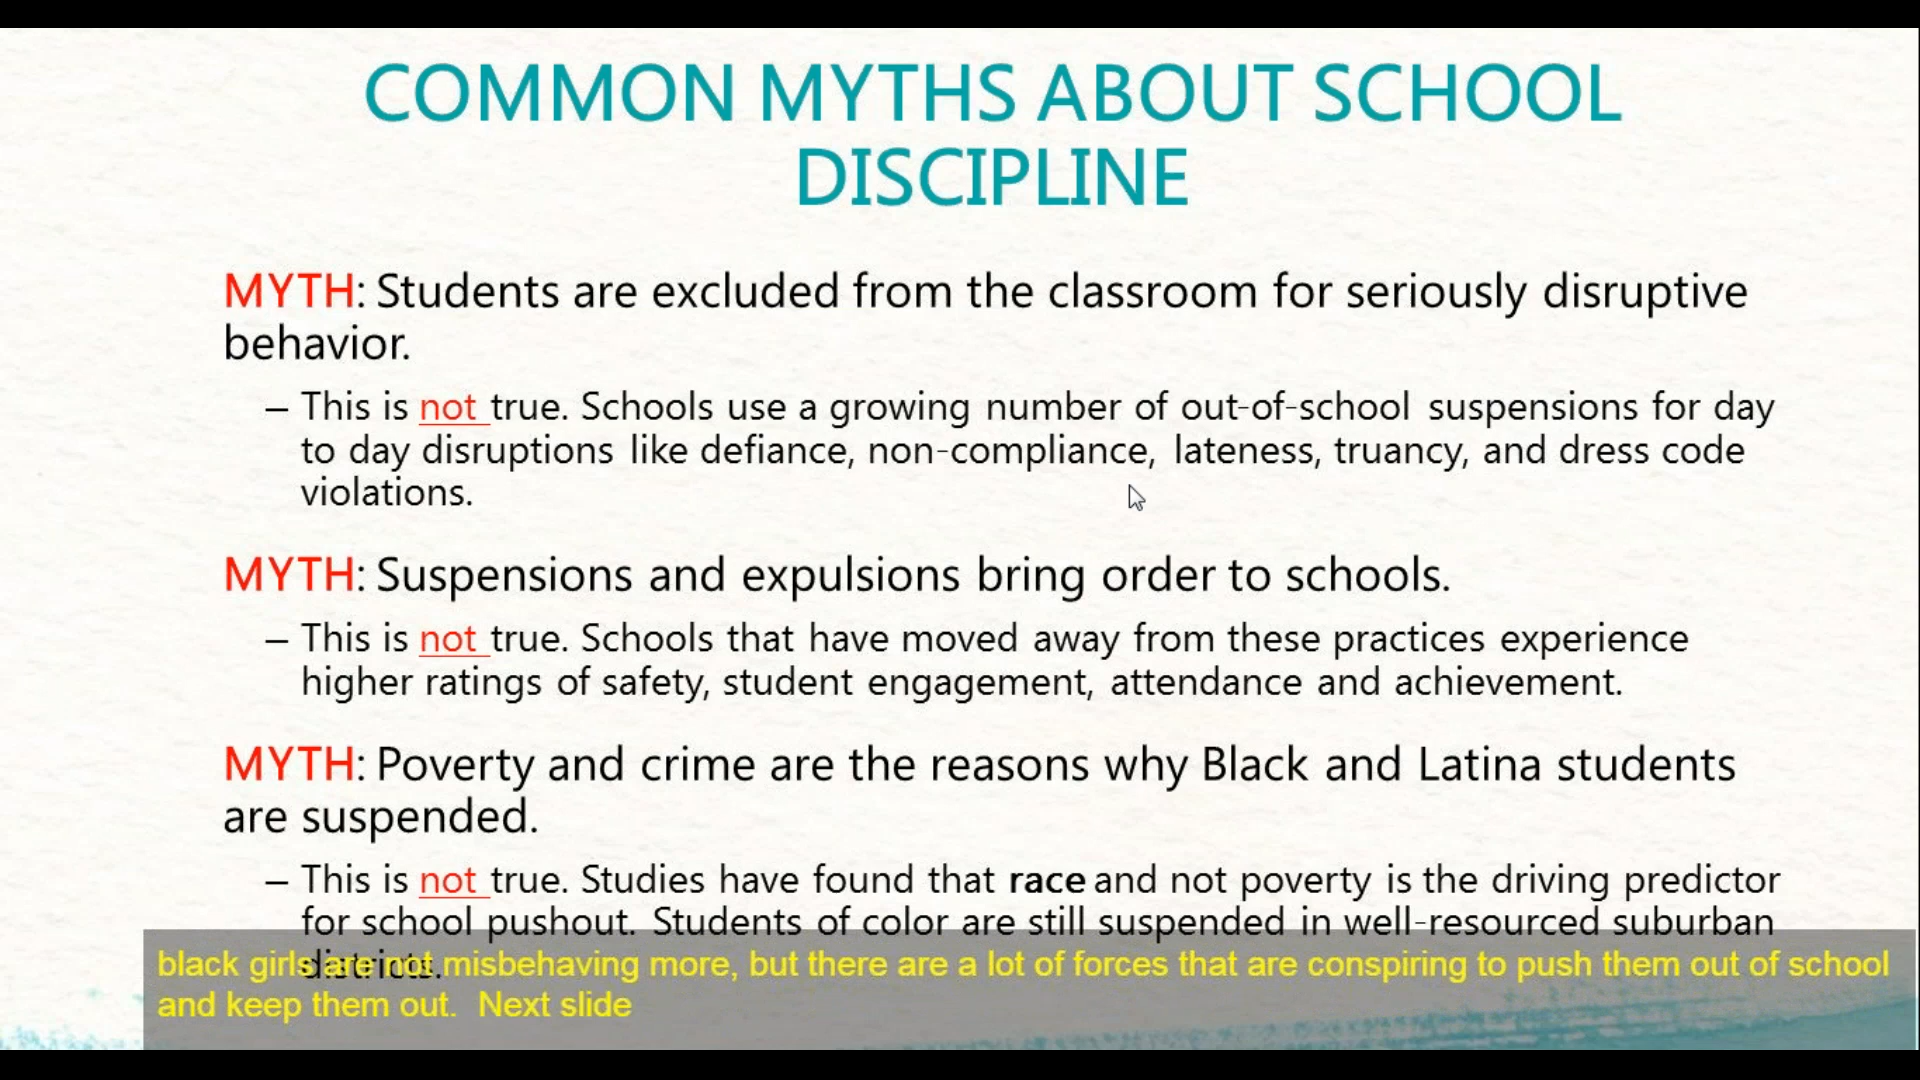 COMMON MYTHS ABOUT SCHOOL
DISCIPLINE
MYTH: Students are excluded from the classroom for seriously disruptive
behavior.
– This is not true. Schools use a growing number of out-of-school suspensions for day
to day disruptions like defiance, non-compliance, lateness, truancy, and dress code
violations.
MYTH: Suspensions and expulsions bring order to schools.
– This is not true. Schools that have moved away from these practices experience
higher ratings of safety, student engagement, attendance and achievement.
MYTH: Poverty and crime are the reasons why Black and Latina students
are suspended.
– This is not true. Studies have found that race and not poverty is the driving predictor
for school pushout. Students of color are still suspended in well-resourced suburban
districts.
black girls are not misbehaving more, but there are a lot of forces that are conspiring to push them out of school
and keep them out. Next slide